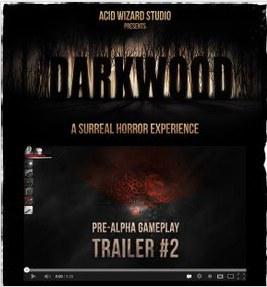 ACID WIZARD STUDIO
PRESENTS
DARKWOOD
A SURREAL HORROR EXPERIENCE
PRE-ALPHA GAMEPLAY
TRAILER #2